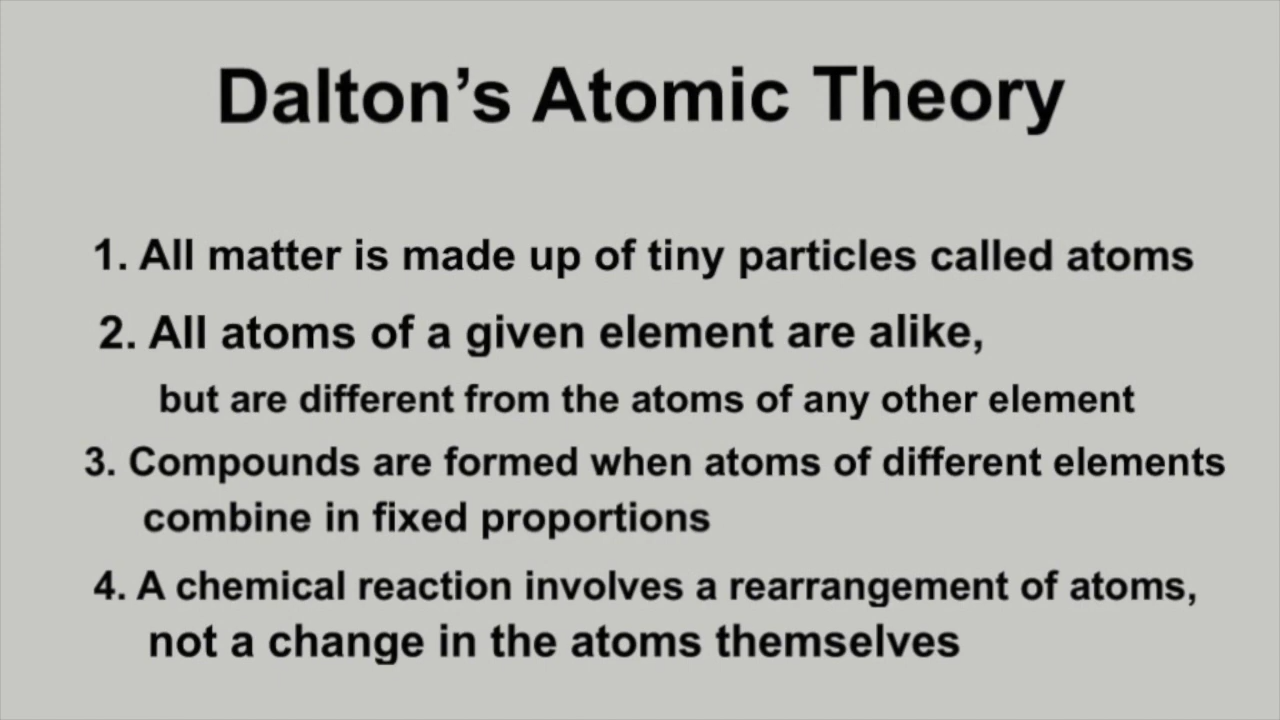 Dalton’s Atomic Theory
1. All matter is made up of tiny particles called atoms
2. All atoms of a given element are alike,
but are different from the atoms of any other element
3. Compounds are formed when atoms of different elements
combine in fixed proportions
4. A chemical reaction involves a rearrangement of atoms,
not a change in the atoms themselves